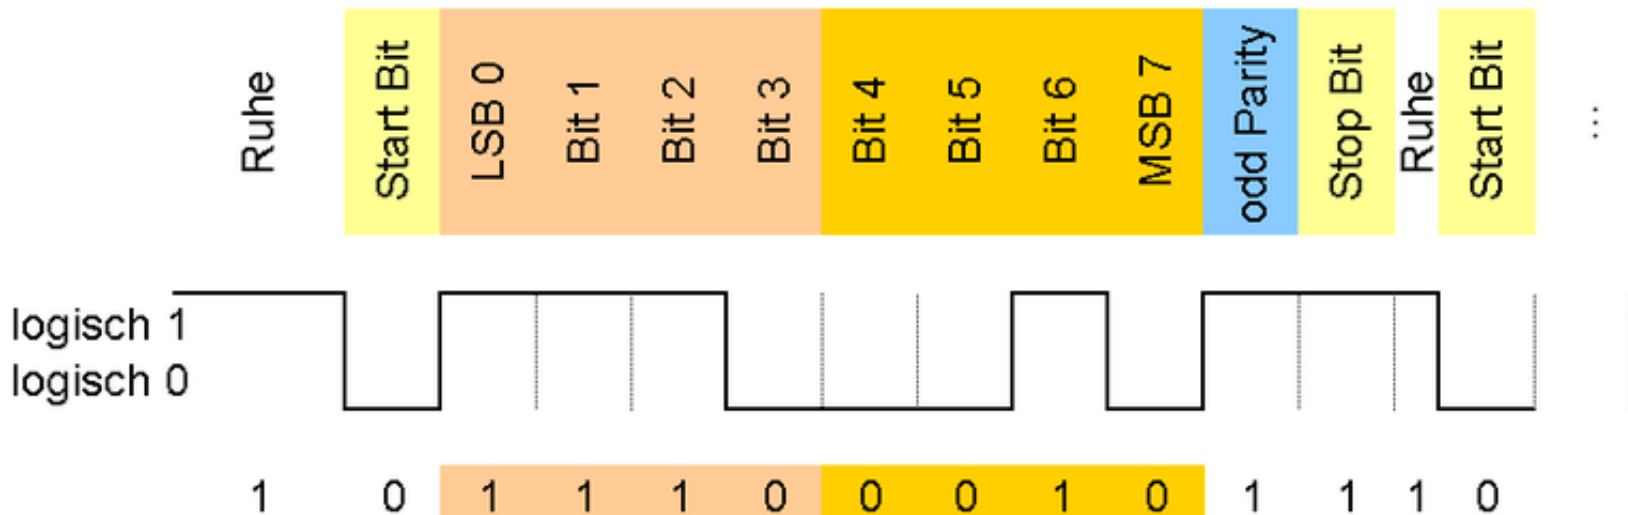 Ruhe
Start Bit
LSB 0
Bit 1
Bit 2
Bit 3
Bit 4
Bit 5
Bit 6
MSB 7
odd Parity
Stop Bit
Ruhe
Start Bit
...
logisch 1
logisch 0
1 0 1 1 1 0 0 0 1 0 1 1 1 0